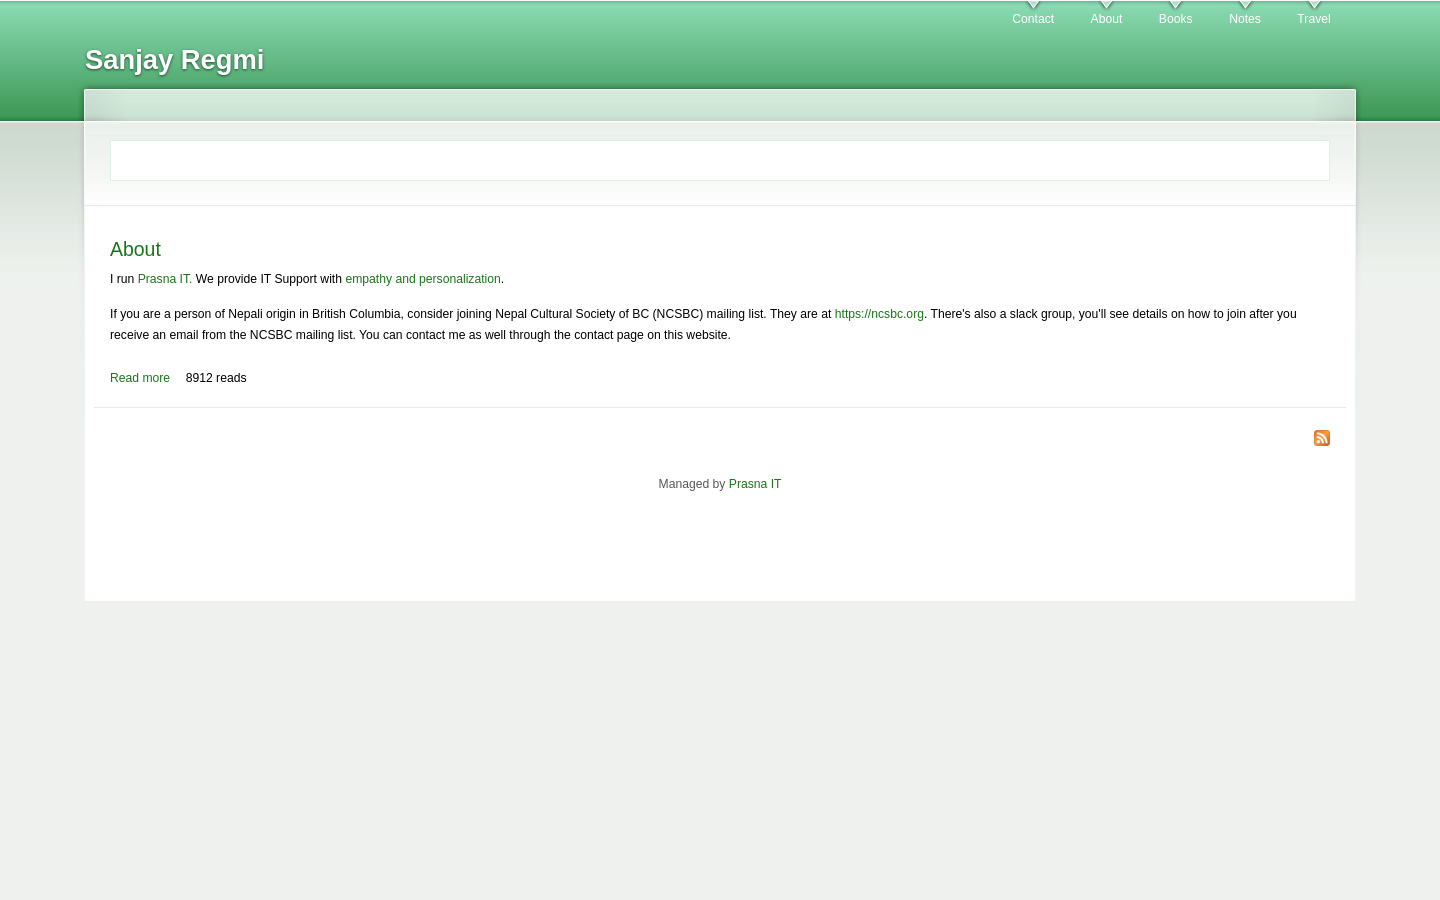 Contact About Books Notes Travel
Sanjay Regmi
About
I run Prasna IT. We provide IT Support with empathy and personalization.
If you are a person of Nepali origin in British Columbia, consider joining Nepal Cultural Society of BC (NCSBC) mailing list. They are at https://ncsbc.org. There's also a slack group, you'll see details on how to join after you
receive an email from the NCSBC mailing list. You can contact me as well through the contact page on this website.
Read more 8912 reads
Managed by Prasna IT